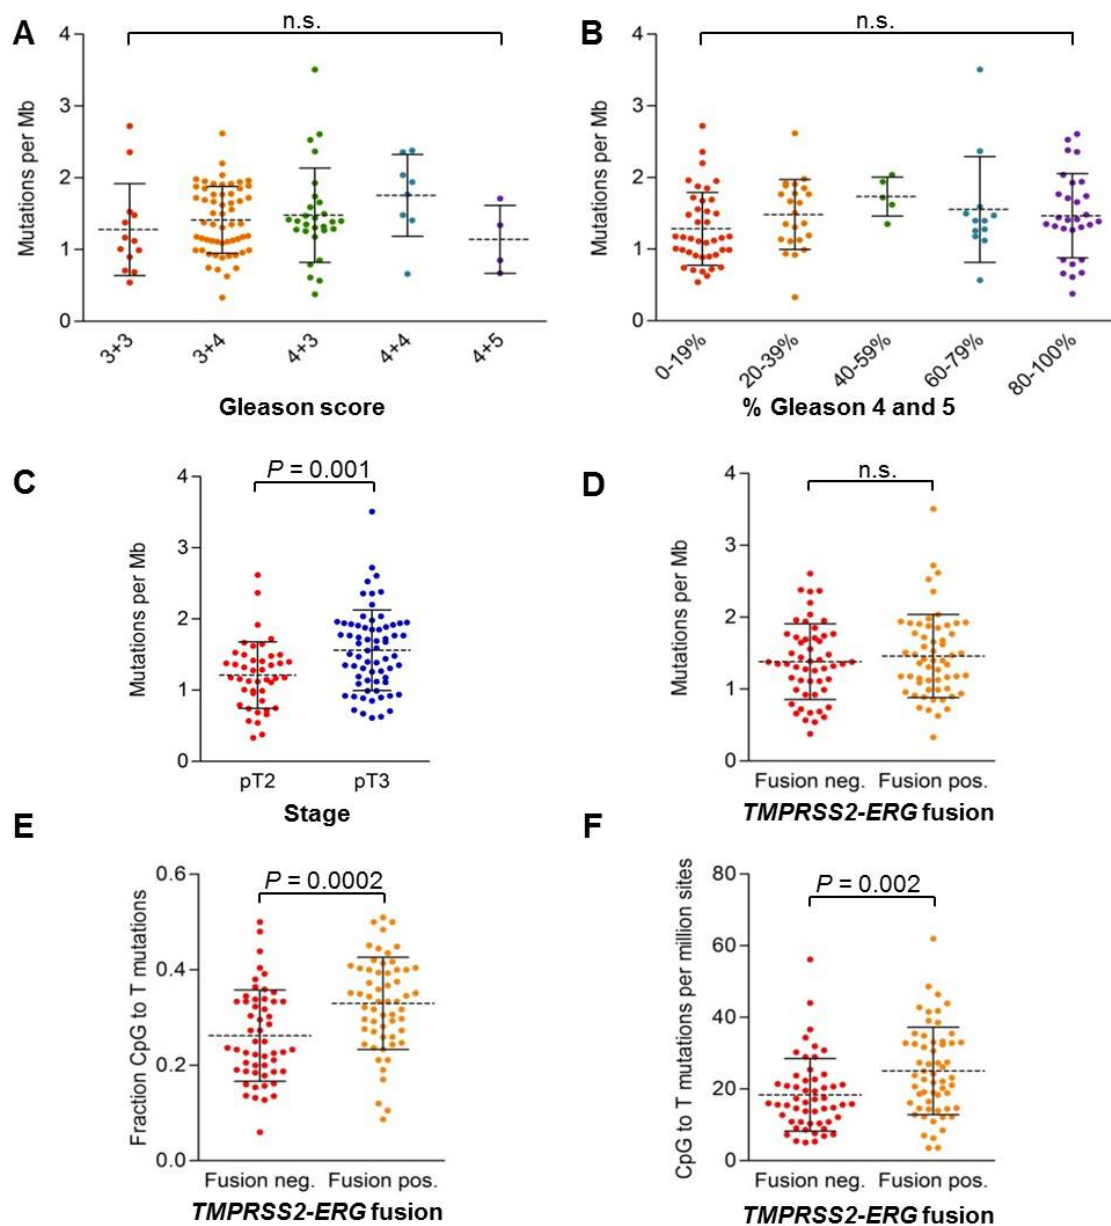 A
n.s.
Mutations per Mb
4
3
2
1
0
3+3
3+4
4+3
4+4
4+5
Gleason score
B
n.s.
Mutations per Mb
4
3
2
1
0
0-19%
20-39%
40-59%
60-79%
80-100%
% Gleason 4 and 5
C
P = 0.001
Mutations per Mb
4
3
2
1
0
pT2
pT3
Stage
D
n.s.
Mutations per Mb
4
3
2
1
0
Fusion neg.
Fusion pos.
TMPRSS2-ERG fusion
E
P = 0.0002
Fraction CpG to T mutations
0.6
0.4
0.2
0.0
Fusion neg.
Fusion pos.
TMPRSS2-ERG fusion
F
P = 0.002
CpG to T mutations per million sites
80
60
40
20
0
Fusion neg.
Fusion pos.
TMPRSS2-ERG fusion